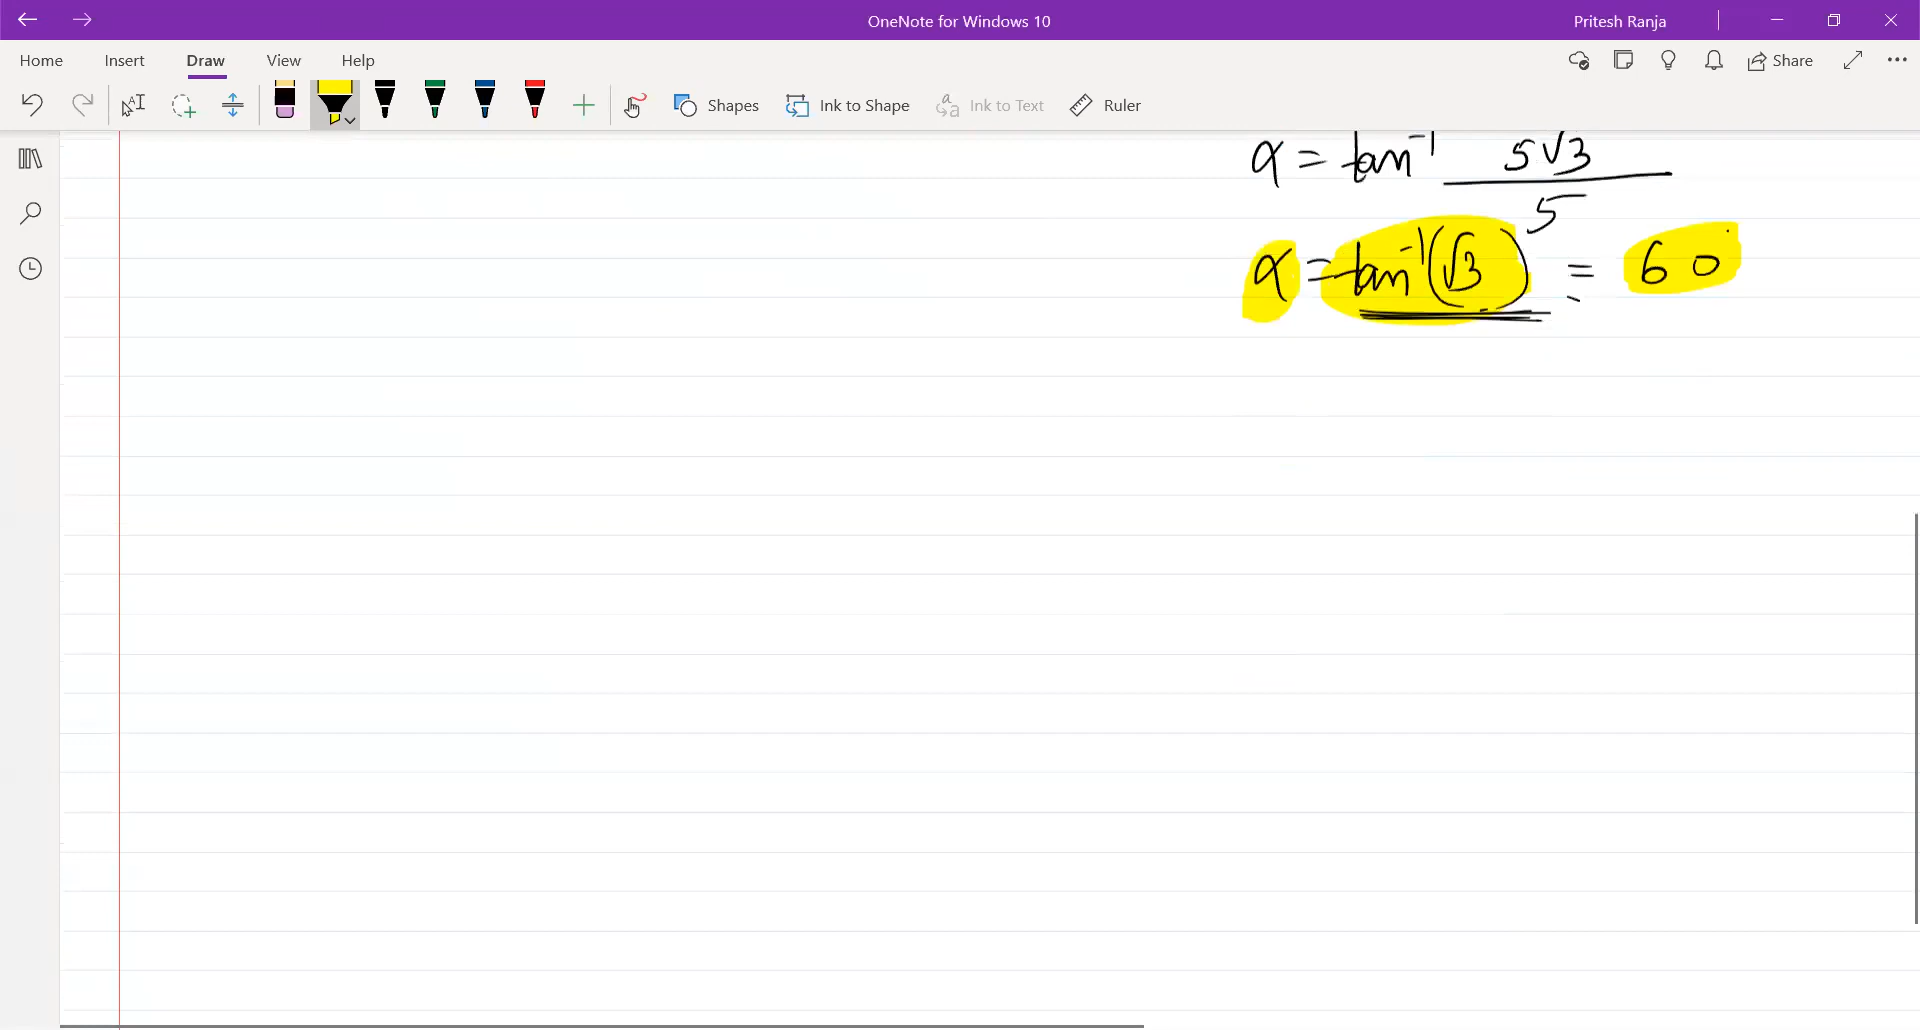 OneNote for Windows 10
Pritesh Ranja
Home Insert Draw View Help
Share
Shapes Ink to Shape Ink to Text Ruler
α = tan⁻¹ 5√3
5
α = tan⁻¹(√3) = 60